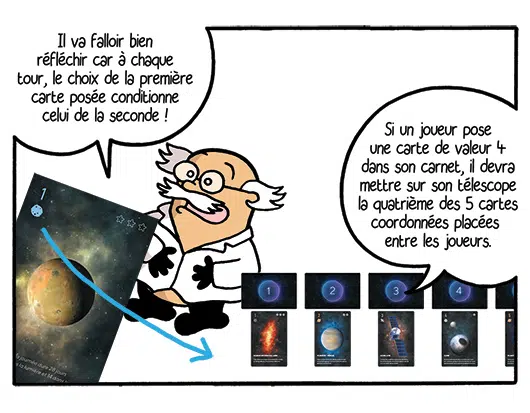 Il va falloir bien
réfléchir car à chaque
tour, le choix de la première
carte posée conditionne
celui de la seconde !
Si un joueur pose
une carte de valeur 4
dans son carnet, il devra
mettre sur son télescope
la quatrième des 5 cartes
coordonnées placées
entre les joueurs.
1
1
2
3
4